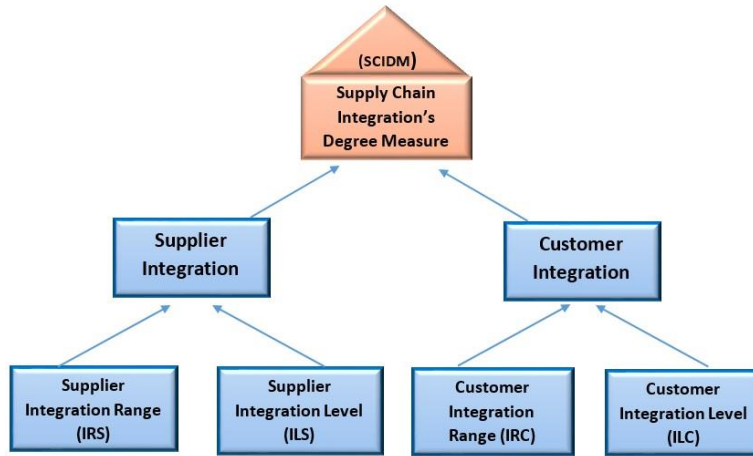 (SCIDM)
Supply Chain
Integration’s
Degree Measure
Supplier
Integration
Customer
Integration
Supplier
Integration Range
(IRS)
Supplier
Integration Level
(ILS)
Customer
Integration
Range (IRC)
Customer
Integration Level
(ILC)